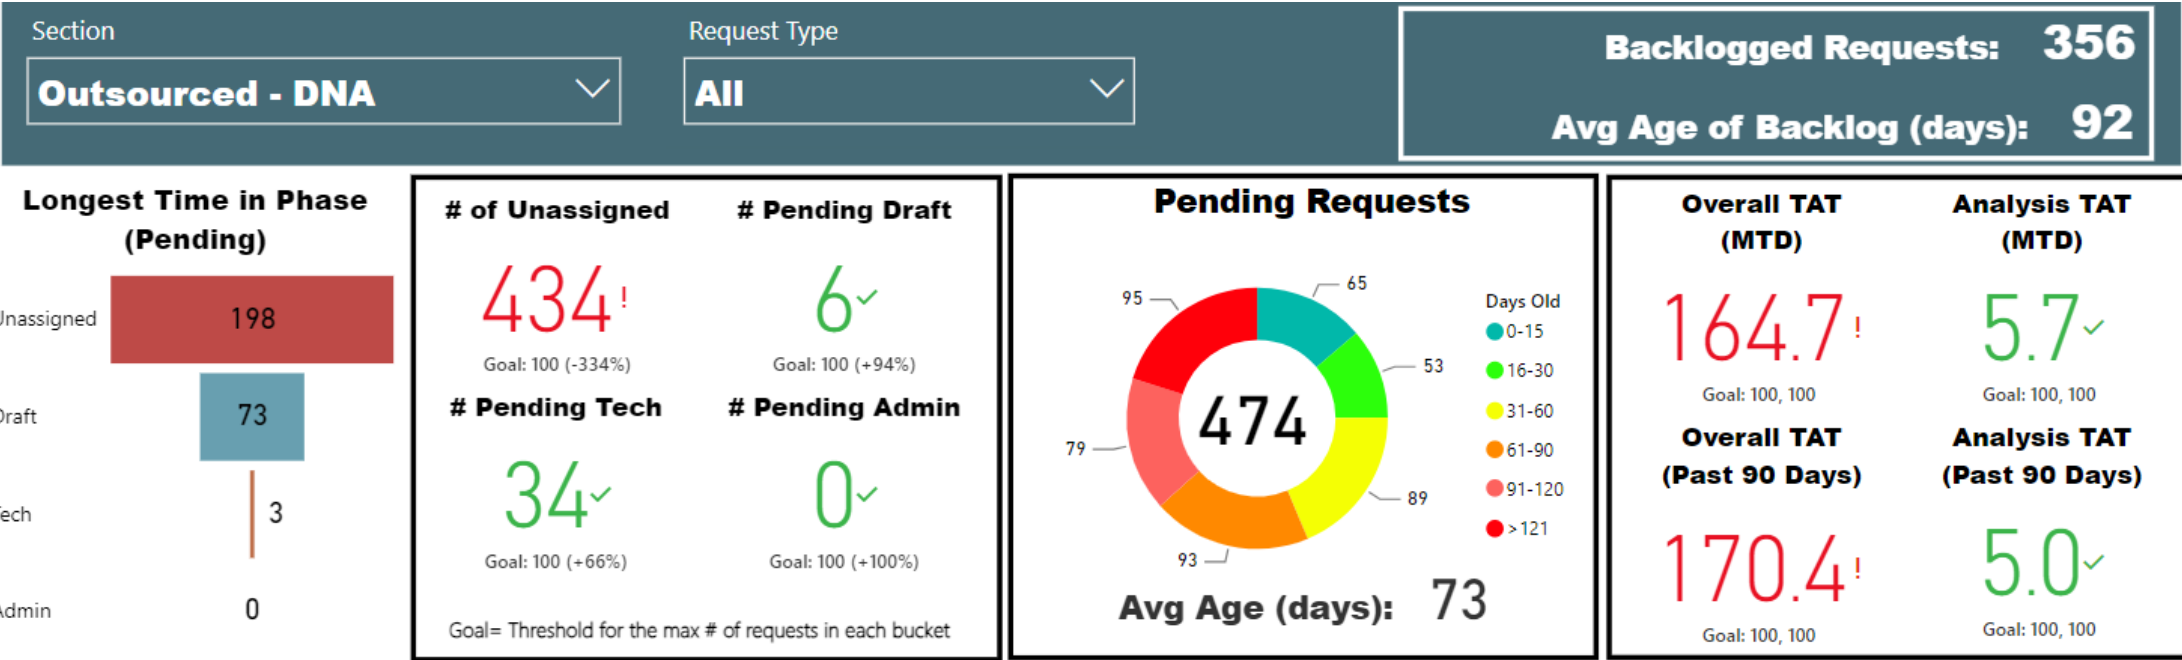 Section
Outsourced - DNA
Request Type
All
Backlogged Requests: 356
Avg Age of Backlog (days): 92
Longest Time in Phase
(Pending)
Unassigned
198
Draft
73
Tech
3
Admin
0
# of Unassigned
434!
Goal: 100 (-334%)
# Pending Draft
6
Goal: 100 (+94%)
# Pending Tech
34
Goal: 100 (+66%)
# Pending Admin
0
Goal: 100 (+100%)
Goal= Threshold for the max # of requests in each bucket
Pending Requests
95
65
53
79
89
93
474
Days Old
0-15
16-30
31-60
61-90
91-120
>121
Avg Age (days): 73
Overall TAT
(MTD)
164.7!
Goal: 100, 100
Analysis TAT
(MTD)
5.7
Goal: 100, 100
Overall TAT
(Past 90 Days)
170.4!
Goal: 100, 100
Analysis TAT
(Past 90 Days)
5.0
Goal: 100, 100